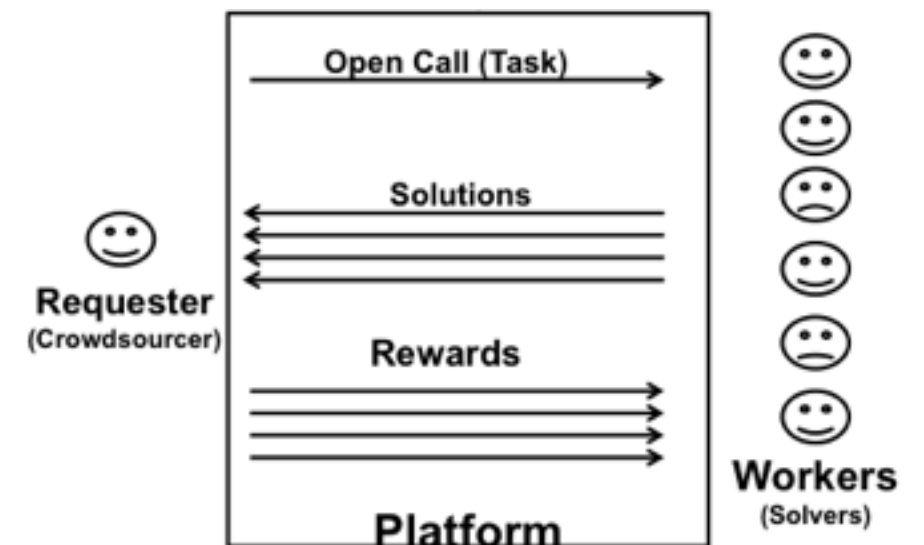 Open Call (Task)
Solutions
Requester
(Crowdsourcer)
Rewards
Workers
(Solvers)
Platform